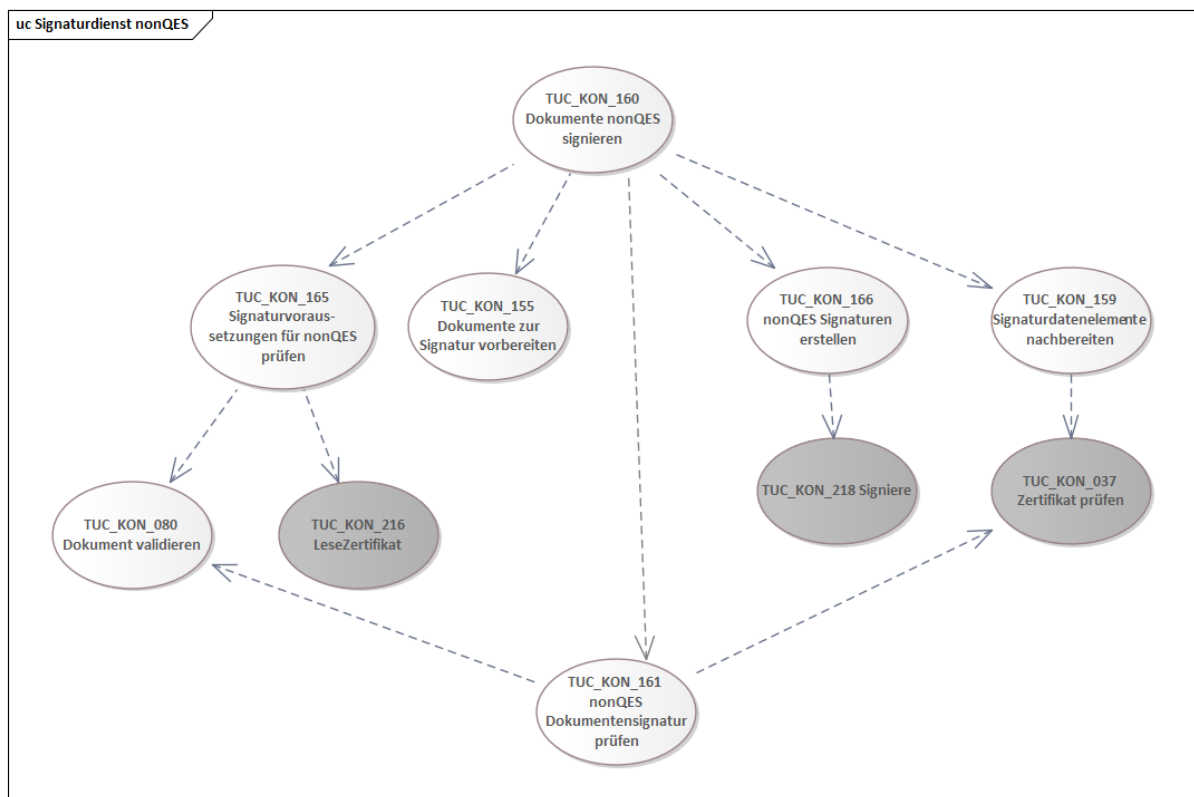 uc Signaturdienst nonQES
TUC_KON_160
Dokumente nonQES
signieren
TUC_KON_165
Signaturvoraus-
setzungen für nonQES
prüfen
TUC_KON_155
Dokumente zur
Signatur vorbereiten
TUC_KON_166
nonQES Signaturen
erstellen
TUC_KON_159
Signaturdatenelemente
nachbereiten
TUC_KON_080
Dokument validieren
TUC_KON_216
LeseZertifikat
TUC_KON_218 Signiere
TUC_KON_037
Zertifikat prüfen
TUC_KON_161
nonQES
Dokumentensignatur
prüfen